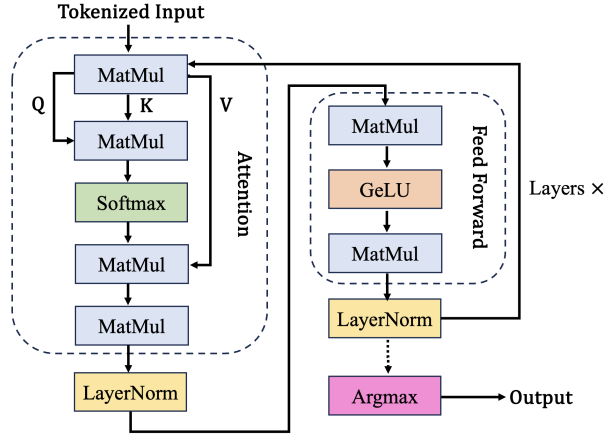 Tokenized Input
MatMul
Q
K
V
MatMul
Softmax
MatMul
MatMul
Attention
LayerNorm
MatMul
GeLU
MatMul
Feed Forward
LayerNorm
Layers ×
Argmax
Output